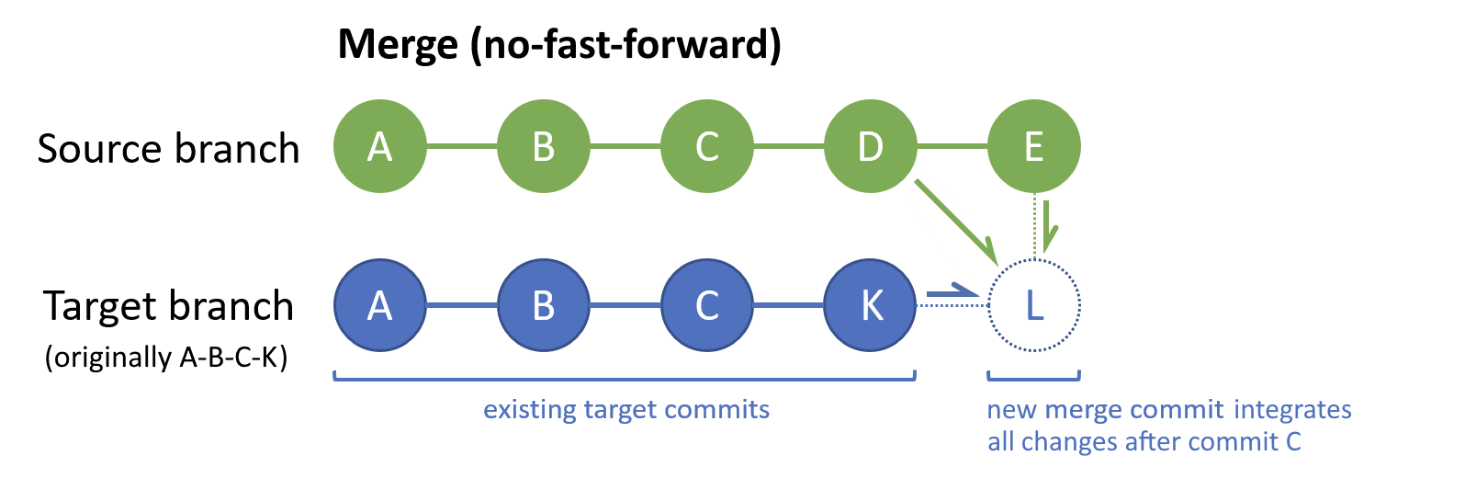 Merge (no-fast-forward)
Source branch
A B C D E
Target branch
(originally A-B-C-K)
A B C K L
existing target commits
new merge commit integrates
all changes after commit C